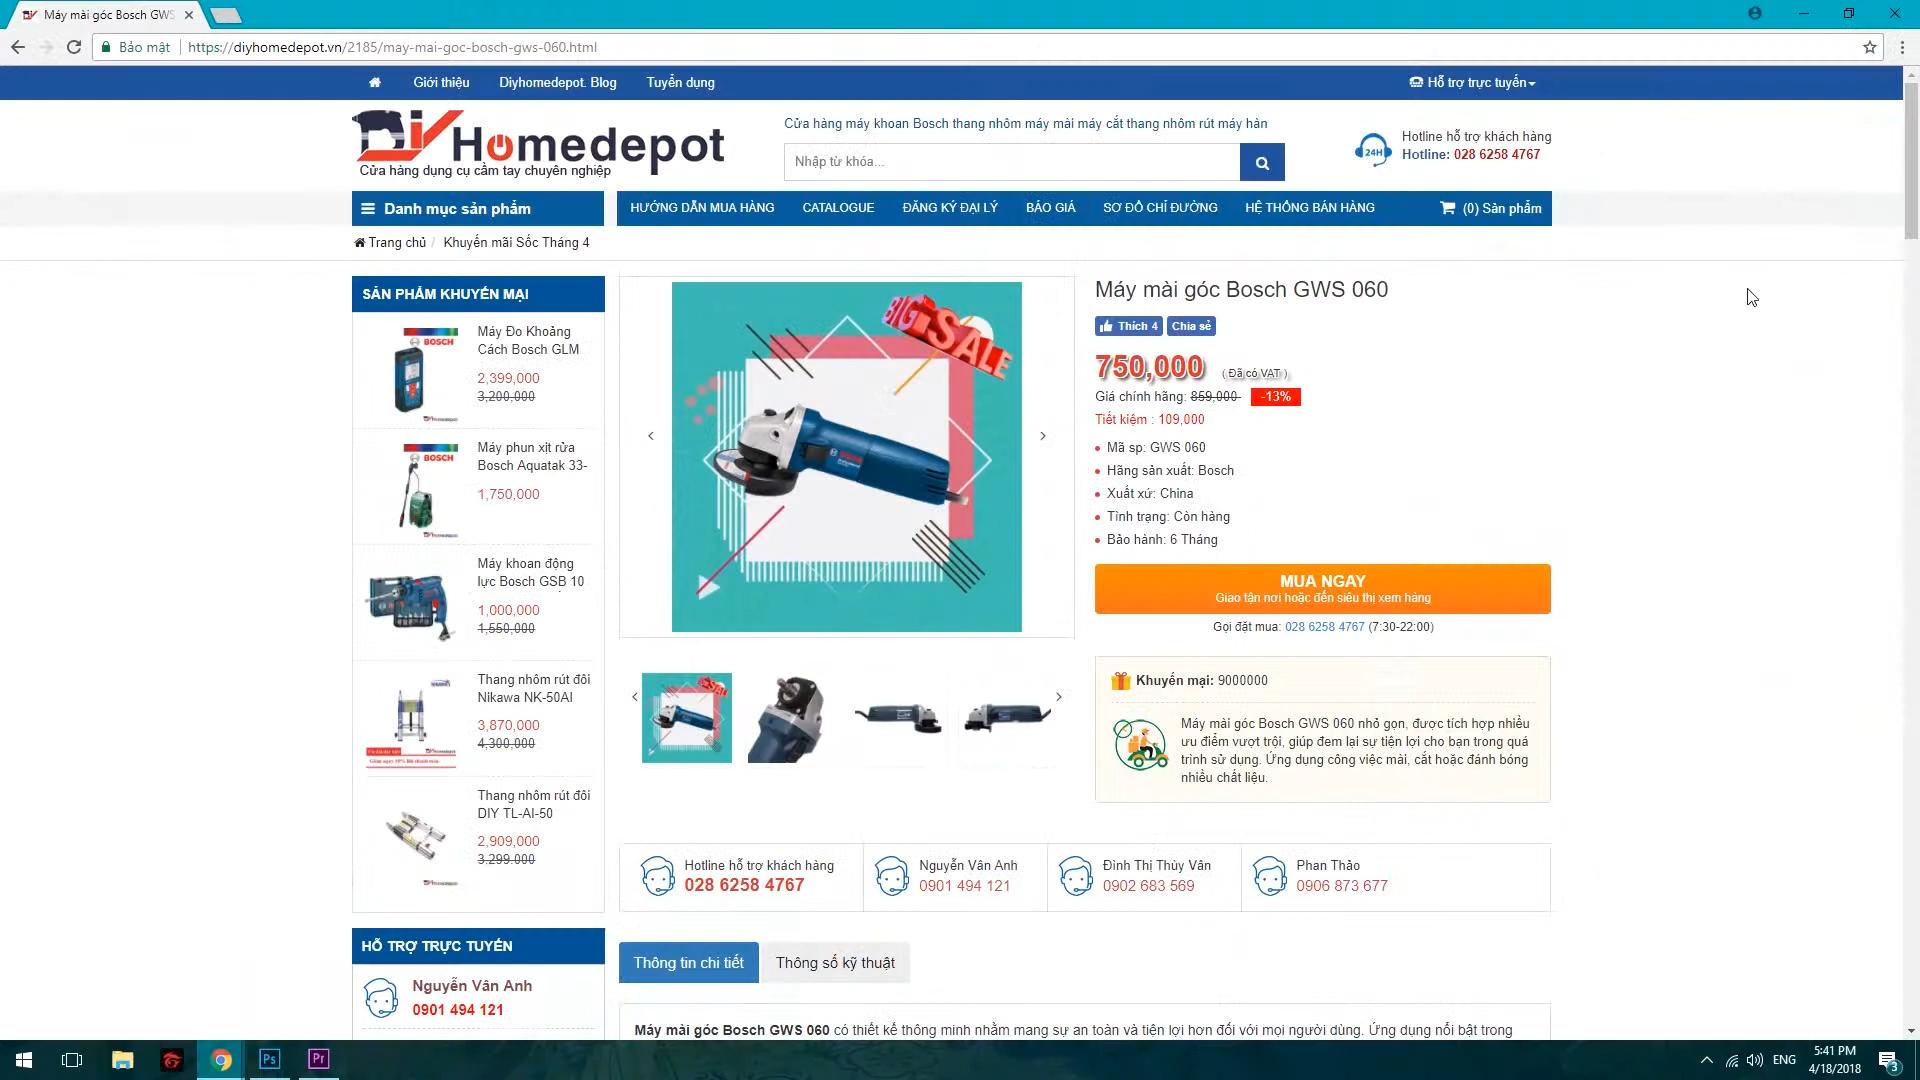 Máy mài góc Bosch GWS
Bảo mật
https://diyhomedepot.vn/2185/may-mai-goc-bosch-gws-060.html
Giới thiệu
Diyhomedepot. Blog
Tuyển dụng
Hỗ trợ trực tuyến
DIY Homedepot
Cửa hàng dụng cụ cầm tay chuyên nghiệp
Cửa hàng máy khoan Bosch thang nhôm máy mài máy cắt thang nhôm rút máy hàn
Nhập từ khóa...
24H
Hotline hỗ trợ khách hàng
Hotline: 028 6258 4767
Danh mục sản phẩm
HƯỚNG DẪN MUA HÀNG
CATALOGUE
ĐĂNG KÝ ĐẠI LÝ
BÁO GIÁ
SƠ ĐỒ CHỈ ĐƯỜNG
HỆ THỐNG BÁN HÀNG
(0) Sản phẩm
Trang chủ / Khuyến mãi Sốc Tháng 4
SẢN PHẨM KHUYẾN MẠI
BOSCH
Máy Đo Khoảng
Cách Bosch GLM
2,399,000
3,200,000
BOSCH
Máy phun xịt rửa
Bosch Aquatak 33-
1,750,000
Máy khoan động
lực Bosch GSB 10
1,000,000
1,550,000
Thang nhôm rút đôi
Nikawa NK-50AI
3,870,000
4,300,000
Thang nhôm rút đôi
DIY TL-AI-50
2,909,000
3.299.000
HỖ TRỢ TRỰC TUYẾN
Nguyễn Vân Anh
0901 494 121
BIG SALE
Máy mài góc Bosch GWS 060
Thích 4
Chia sẻ
750,000 ( Đã có VAT )
Giá chính hãng: 859,000 -13%
Tiết kiệm : 109,000
Mã sp: GWS 060
Hãng sản xuất: Bosch
Xuất xứ: China
Tình trạng: Còn hàng
Bảo hành: 6 Tháng
MUA NGAY
Giao tận nơi hoặc đến siêu thị xem hàng
Gọi đặt mua: 028 6258 4767 (7:30-22:00)
Khuyến mại: 9000000
Máy mài góc Bosch GWS 060 nhỏ gọn, được tích hợp nhiều
ưu điểm vượt trội, giúp đem lại sự tiện lợi cho bạn trong quá
trình sử dụng. Ứng dụng công việc mài, cắt hoặc đánh bóng
nhiều chất liệu.
Hotline hỗ trợ khách hàng
028 6258 4767
Nguyễn Vân Anh
0901 494 121
Đinh Thị Thùy Vân
0902 683 569
Phan Thảo
0906 873 677
Thông tin chi tiết
Thông số kỹ thuật
Máy mài góc Bosch GWS 060 có thiết kế thông minh nhằm mang sự an toàn và tiện lợi hơn đối với mọi người dùng. Ứng dụng nổi bật trong
Ps
Pr
ENG
5:41 PM
4/18/2018
3